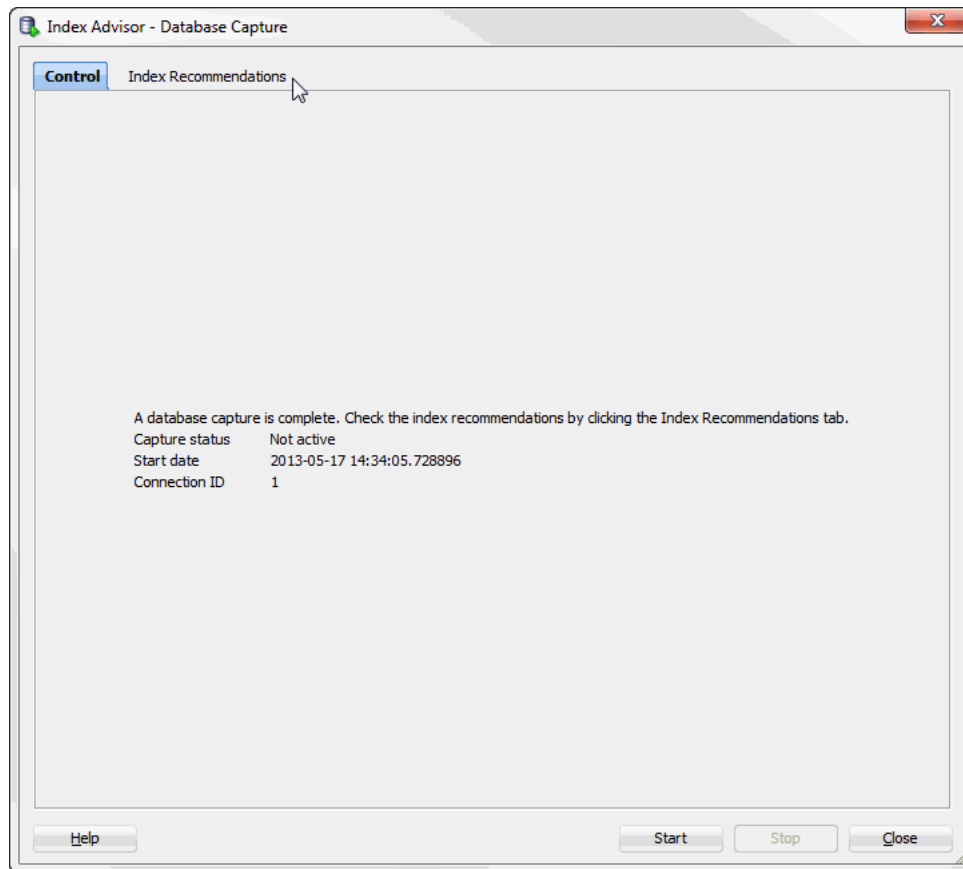 Index Advisor - Database Capture
Control Index Recommendations
A database capture is complete. Check the index recommendations by clicking the Index Recommendations tab.
Capture status Not active
Start date 2013-05-17 14:34:05.728896
Connection ID 1
Help Start Stop Close